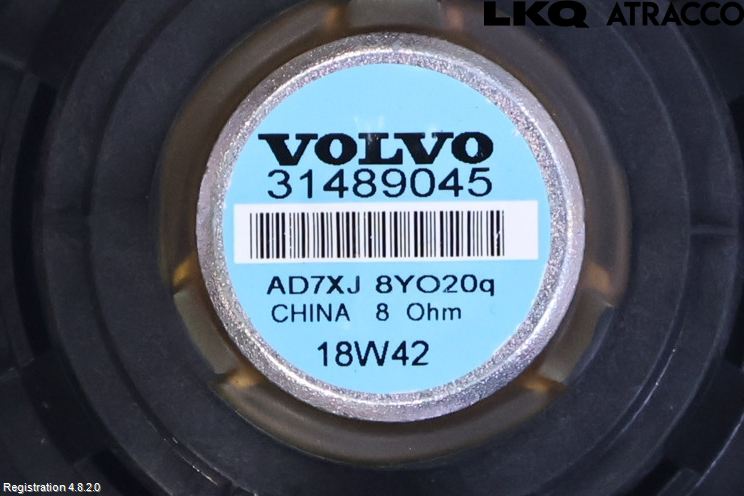 LKQ ATRACCO
VOLVO
31489045
AD7XJ 8YO20q
CHINA 8 Ohm
18W42
Registration 4.8.2.0